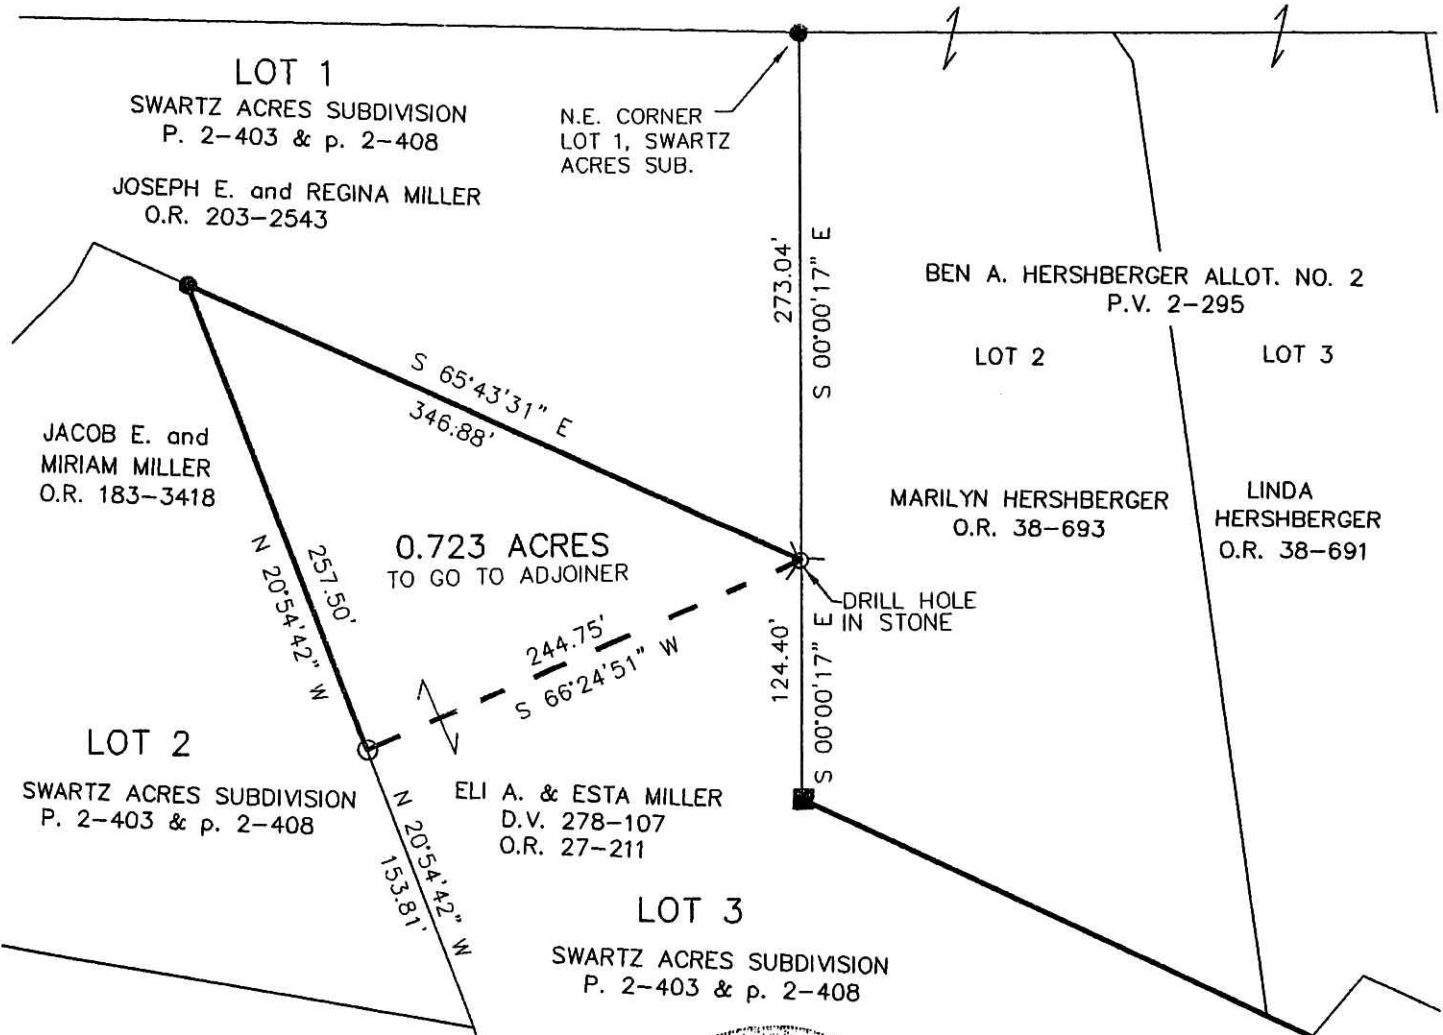 LOT 1
SWARTZ ACRES SUBDIVISION
P. 2-403 & p. 2-408
JOSEPH E. and REGINA MILLER
O.R. 203-2543
N.E. CORNER
LOT 1, SWARTZ
ACRES SUB.
273.04'
S 00°00'17" E
BEN A. HERSHBERGER ALLOT. NO. 2
P.V. 2-295
LOT 2
LOT 3
S 65°43'31" E
346.88'
JACOB E. and
MIRIAM MILLER
O.R. 183-3418
MARILYN HERSHBERGER
O.R. 38-693
LINDA
HERSHBERGER
O.R. 38-691
0.723 ACRES
TO GO TO ADJOINER
257.50'
N 20°54'42" W
DRILL HOLE
IN STONE
244.75'
S 66°24'51" W
124.40'
S 00°00'17" E
LOT 2
SWARTZ ACRES SUBDIVISION
P. 2-403 & p. 2-408
ELI A. & ESTA MILLER
D.V. 278-107
O.R. 27-211
N 20°54'42" W
153.81'
LOT 3
SWARTZ ACRES SUBDIVISION
P. 2-403 & p. 2-408